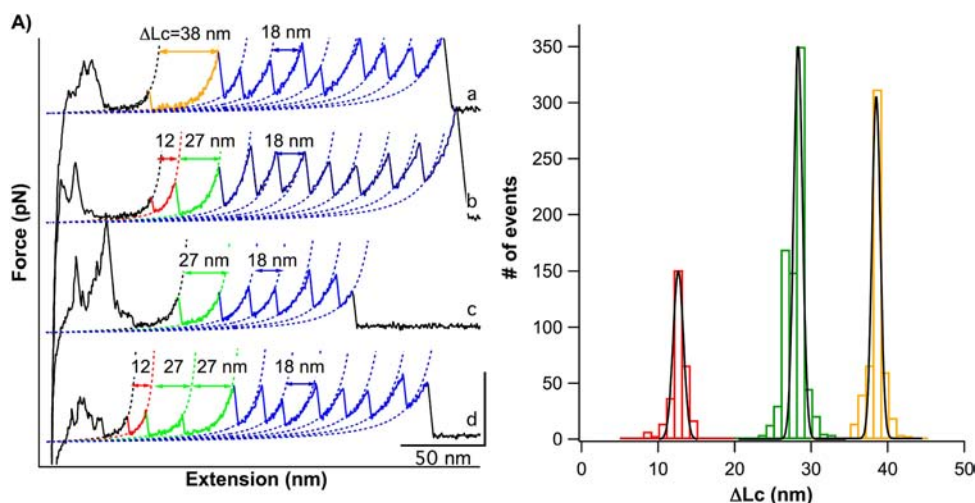 A)
ΔLc=38 nm
18 nm
a
12
27 nm
18 nm
b
27 nm
18 nm
c
12
27
27 nm
18 nm
d
50 nm
Force (pN)
Extension (nm)
350
300
250
200
150
100
50
0
# of events
0
10
20
30
40
50
ΔLc (nm)